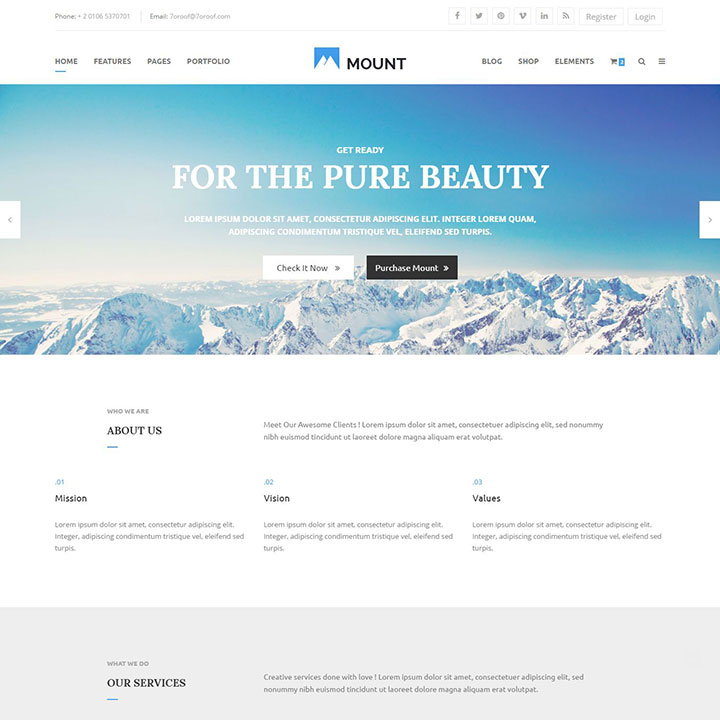 Phone: + 2 0106 5370701 Email: 7oroof@7oroof.com Register Login
HOME FEATURES PAGES PORTFOLIO MOUNT BLOG SHOP ELEMENTS 2
GET READY
FOR THE PURE BEAUTY
LOREM IPSUM DOLOR SIT AMET, CONSECTETUR ADIPISCING ELIT. INTEGER LOREM QUAM,
ADIPISCING CONDIMENTUM TRISTIQUE VEL, ELEIFEND SED TURPIS.
Check It Now » Purchase Mount »
WHO WE ARE
ABOUT US
Meet Our Awesome Clients ! Lorem ipsum dolor sit amet, consectetuer adipiscing elit, sed nonummy
nibh euismod tincidunt ut laoreet dolore magna aliquam erat volutpat.
.01
Mission
Lorem ipsum dolor sit amet, consectetur adipiscing elit.
Integer, adipiscing condimentum tristique vel, eleifend sed
turpis.
.02
Vision
Lorem ipsum dolor sit amet, consectetur adipiscing elit.
Integer, adipiscing condimentum tristique vel, eleifend sed
turpis.
.03
Values
Lorem ipsum dolor sit amet, consectetur adipiscing elit.
Integer, adipiscing condimentum tristique vel, eleifend sed
turpis.
WHAT WE DO
OUR SERVICES
Creative services done with love ! Lorem ipsum dolor sit amet, consectetuer adipiscing elit, sed
nonummy nibh euismod tincidunt ut laoreet dolore magna aliquam erat volutpat.